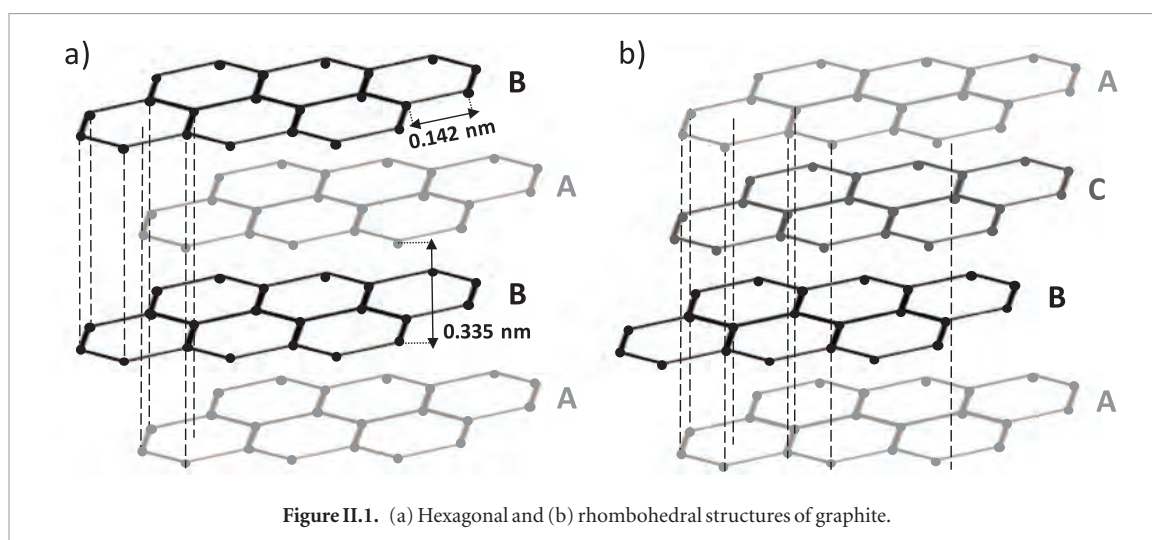 a)
B
0.142 nm
A
B
0.335 nm
A
b)
A
C
B
A
Figure II.1. (a) Hexagonal and (b) rhombohedral structures of graphite.